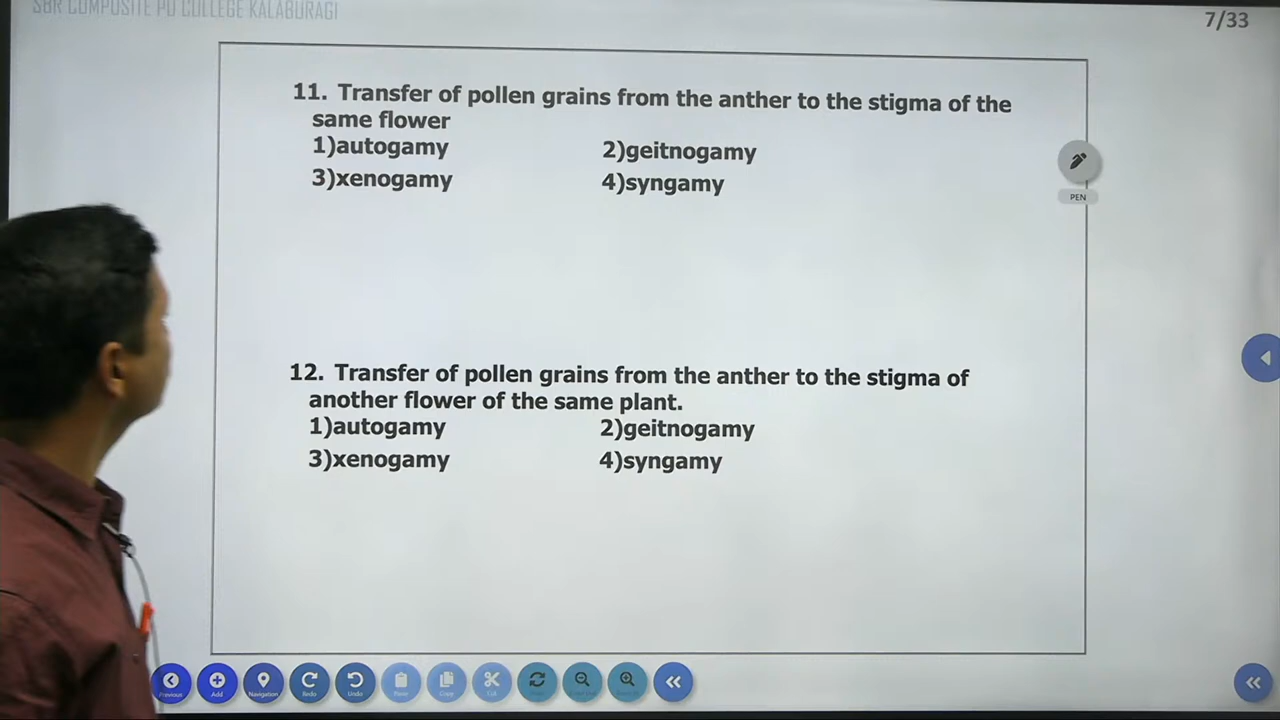 SBR COMPOSITE PU COLLEGE KALABURAGI
7/33
11. Transfer of pollen grains from the anther to the stigma of the
same flower
1)autogamy 2)geitnogamy
3)xenogamy 4)syngamy
PEN
12. Transfer of pollen grains from the anther to the stigma of
another flower of the same plant.
1)autogamy 2)geitnogamy
3)xenogamy 4)syngamy
Previous Add Navigation Redo Undo Paste Copy Cut